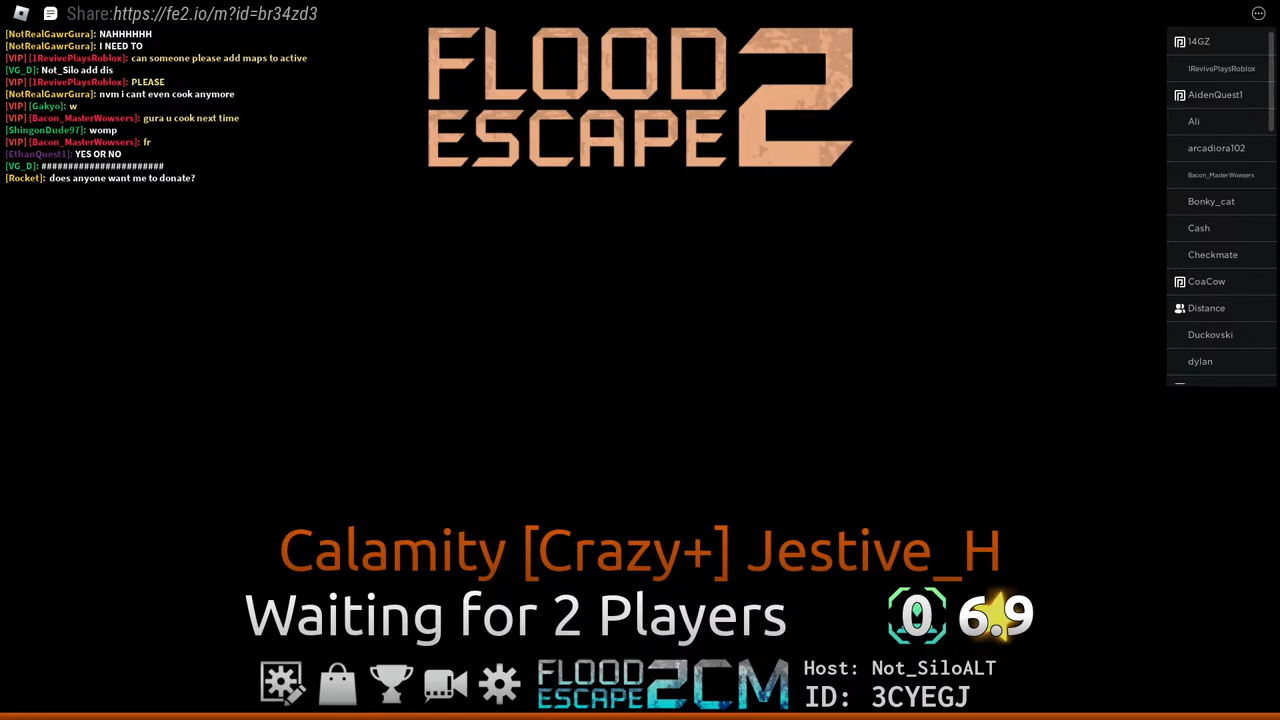 Share:https://fe2.io/m?id=br34zd3
[NotRealGawrGura]: NAHHHHHH
[NotRealGawrGura]: I NEED TO
[VIP] [1RevivePlaysRoblox]: can someone please add maps to active
[VG_D]: Not_Silo add dis
[VIP] [1RevivePlaysRoblox]: PLEASE
[NotRealGawrGura]: nvm i cant even cook anymore
[VIP] [Gakyo]: w
[VIP] [Bacon_MasterWowsers]: gura u cook next time
[ShingonDude97]: womp
[VIP] [Bacon_MasterWowsers]: fr
[EthanQuest1]: YES OR NO
[VG_D]: #######################
[Rocket]: does anyone want me to donate?
FLOOD
ESCAPE 2
14GZ
1RevivePlaysRoblox
AidenQuest1
Ali
arcadiora102
Bacon_MasterWowsers
Bonky_cat
Cash
Checkmate
CoaCow
Distance
Duckovski
dylan
Calamity [Crazy+] Jestive_H
Waiting for 2 Players
0 6.9
FLOOD
ESCAPE 2CM
Host: Not_SiloALT
ID: 3CYEGJ